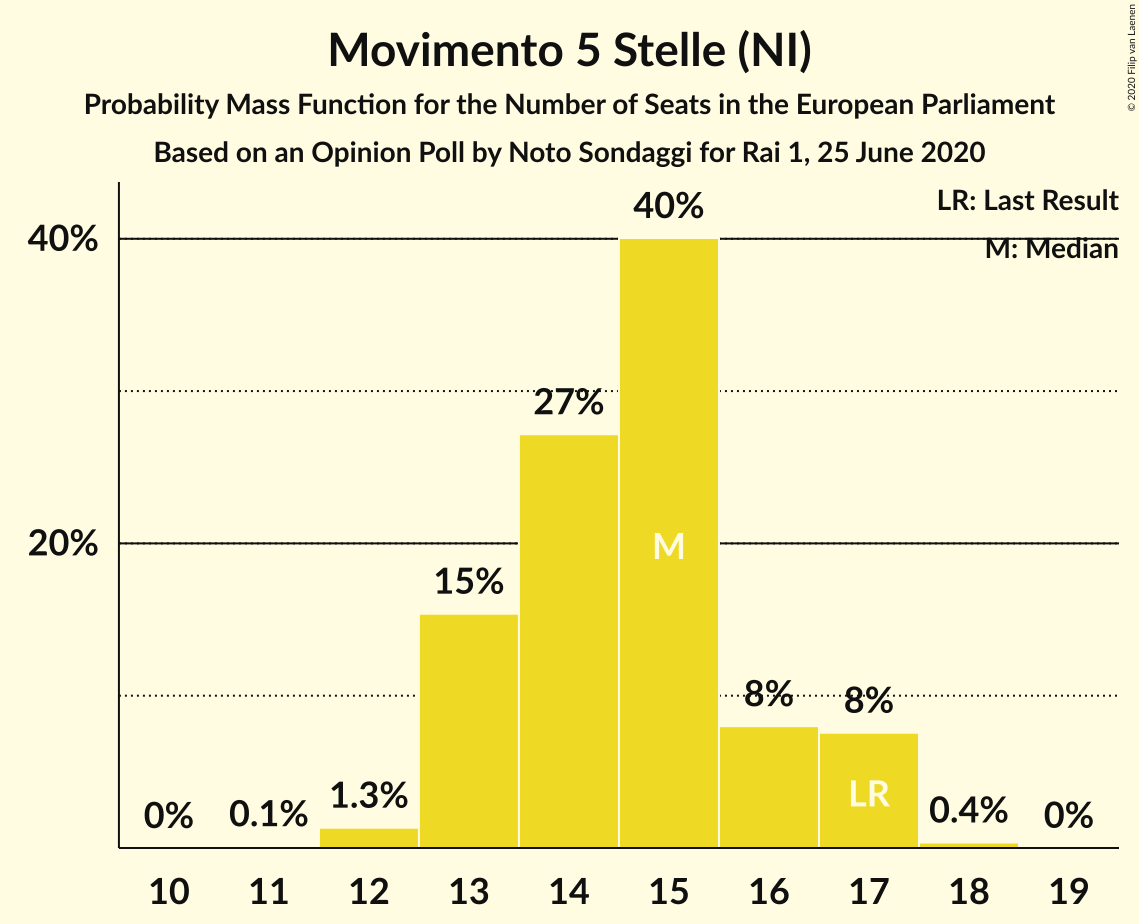 © 2020 Filip van Laenen
Movimento 5 Stelle (NI)
Probability Mass Function for the Number of Seats in the European Parliament
Based on an Opinion Poll by Noto Sondaggi for Rai 1, 25 June 2020
LR: Last Result
M: Median
40%
20%
0%
0.1%
1.3%
15%
27%
40%
M
8%
8%
LR
0.4%
0%
10 11 12 13 14 15 16 17 18 19